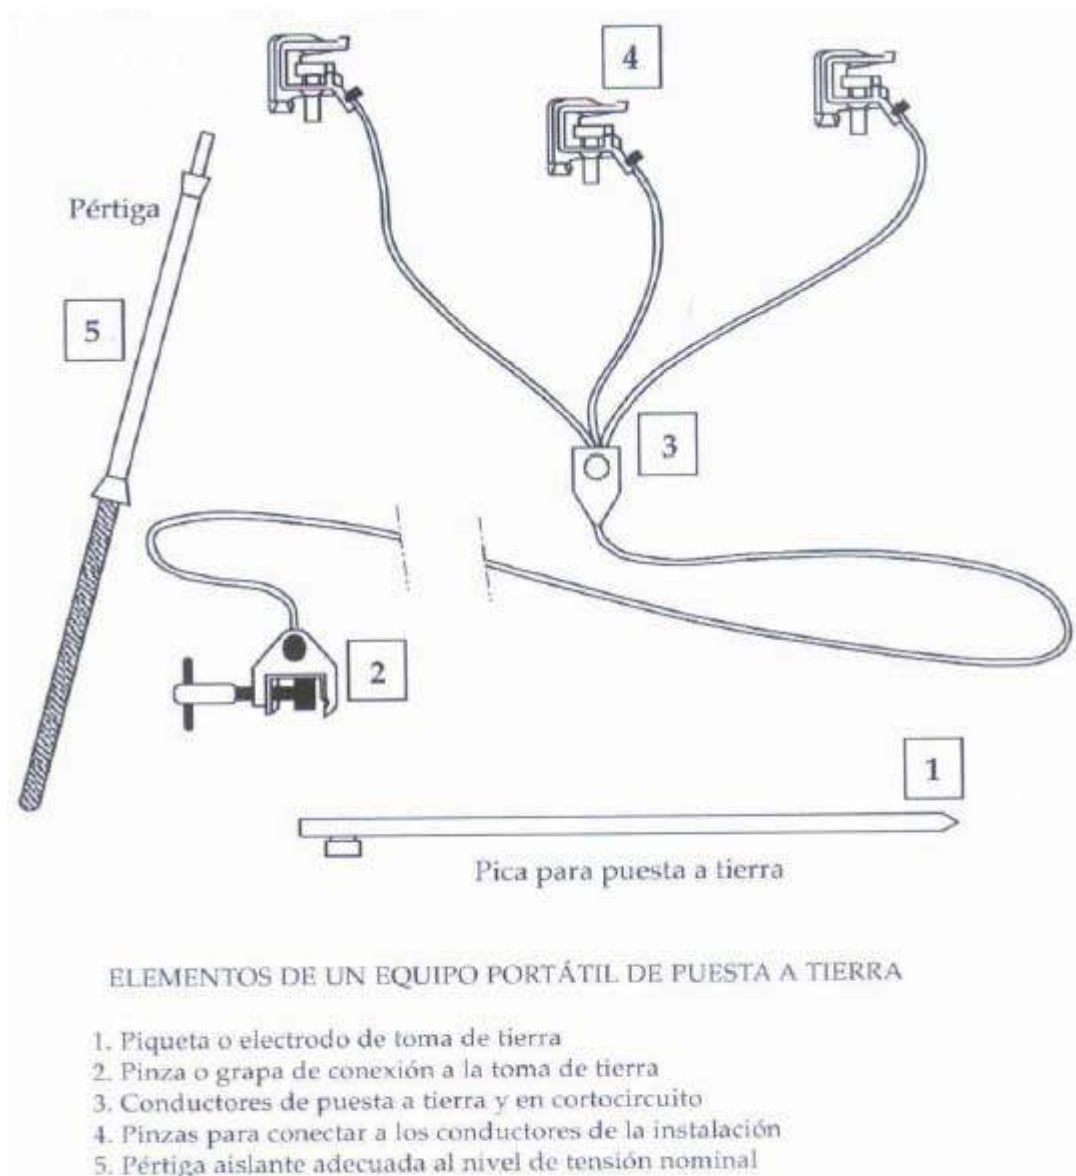 4
Pértiga
5
3
2
1
Pica para puesta a tierra
ELEMENTOS DE UN EQUIPO PORTÁTIL DE PUESTA A TIERRA
1. Piqueta o electrodo de toma de tierra
2. Pinza o grapa de conexión a la toma de tierra
3. Conductores de puesta a tierra y en cortocircuito
4. Pinzas para conectar a los conductores de la instalación
5. Pértiga aislante adecuada al nivel de tensión nominal